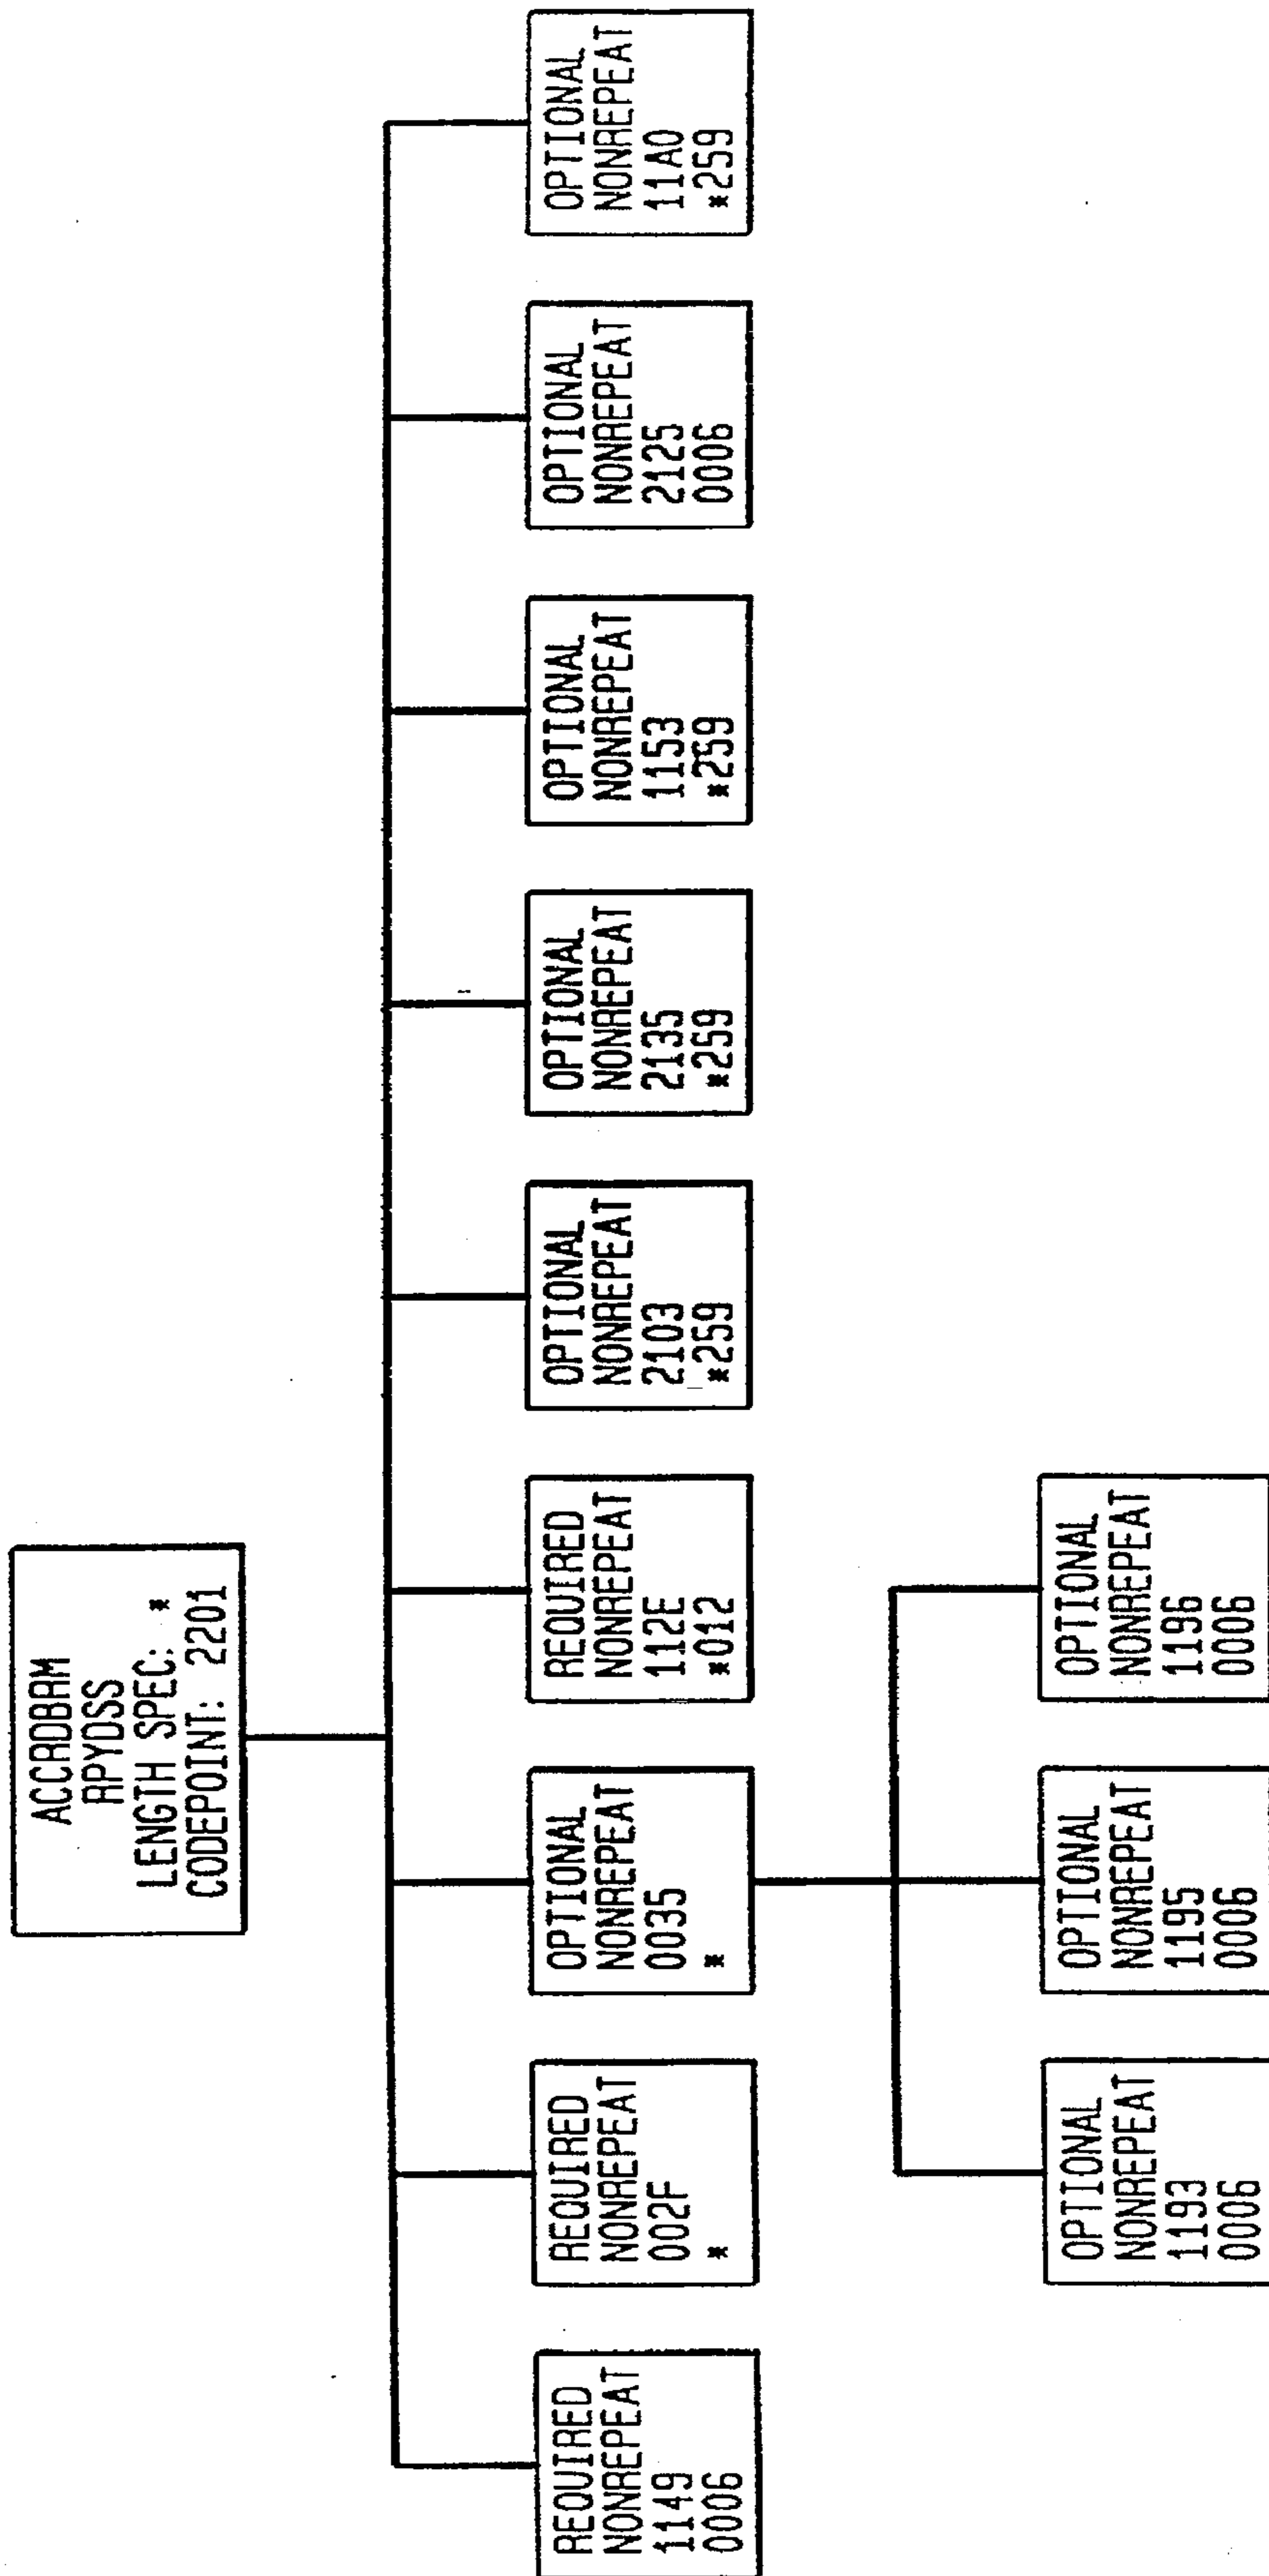 ACCRDBRM
RPYDSS
LENGTH SPEC: *
CODEPOINT: 2201
REQUIRED
NONREPEAT
1149
0006
REQUIRED
NONREPEAT
002F
*
OPTIONAL
NONREPEAT
0035
*
REQUIRED
NONREPEAT
112E
*012
OPTIONAL
NONREPEAT
2103
*259
OPTIONAL
NONREPEAT
2135
*259
OPTIONAL
NONREPEAT
1153
*259
OPTIONAL
NONREPEAT
2125
0006
OPTIONAL
NONREPEAT
11A0
*259
OPTIONAL
NONREPEAT
1193
0006
OPTIONAL
NONREPEAT
1195
0006
OPTIONAL
NONREPEAT
1196
0006